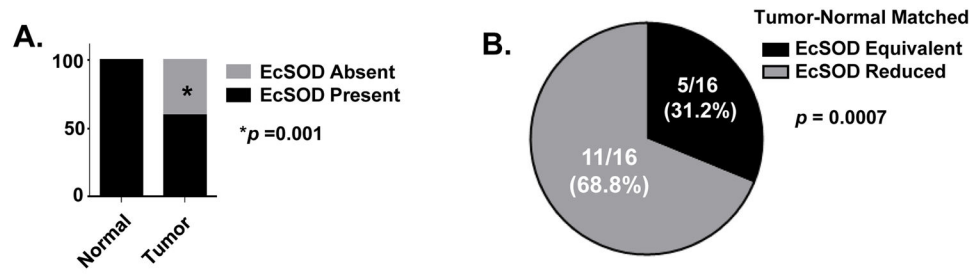 A.
100
50
0
Normal
Tumor
*
EcSOD Absent
EcSOD Present
*p =0.001
B.
Tumor-Normal Matched
EcSOD Equivalent
EcSOD Reduced
p = 0.0007
5/16
(31.2%)
11/16
(68.8%)